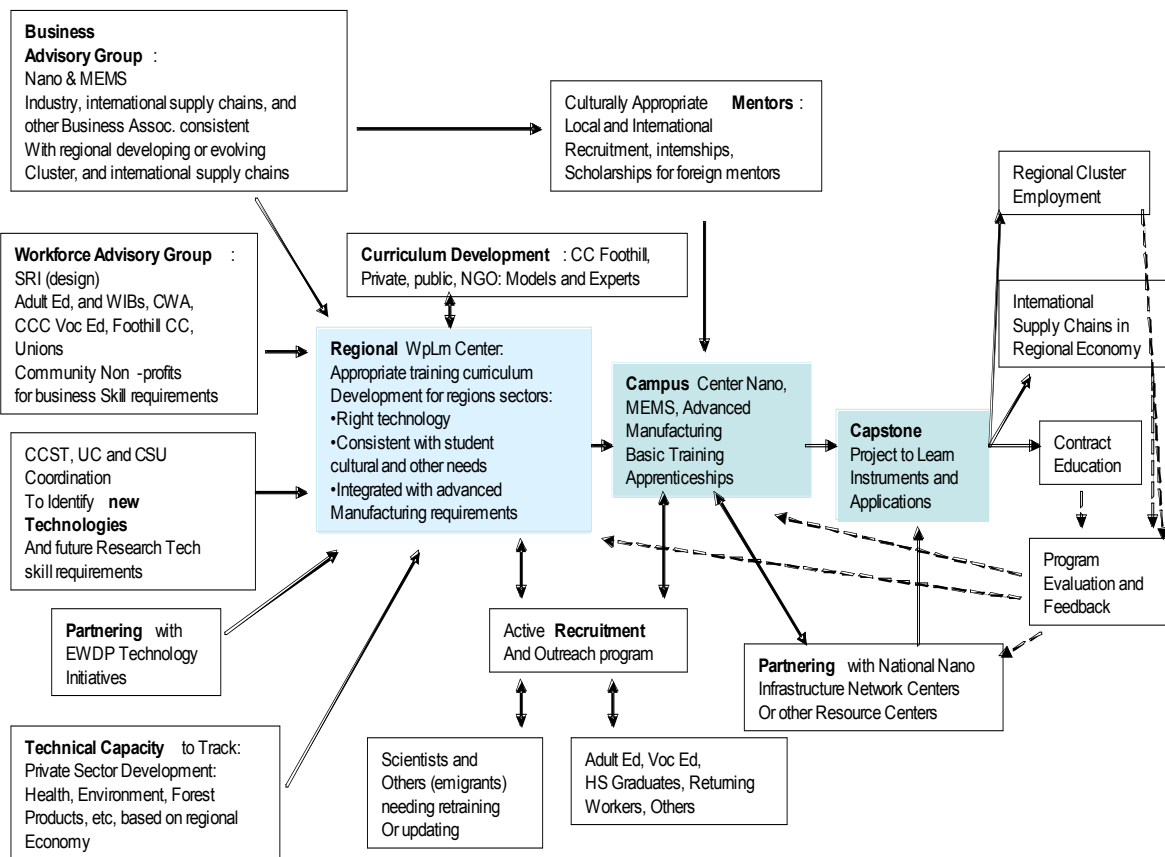 Business
Advisory Group :
Nano & MEMS
Industry, international supply chains, and
other Business Assoc. consistent
With regional developing or evolving
Cluster, and international supply chains
Culturally Appropriate Mentors :
Local and International
Recruitment, internships,
Scholarships for foreign mentors
Regional Cluster
Employment
Workforce Advisory Group :
SRI (design)
Adult Ed, and WIBs, CWA,
CCC Voc Ed, Foothill CC,
Unions
Community Non -profits
for business Skill requirements
Curriculum Development : CC Foothill,
Private, public, NGO: Models and Experts
International
Supply Chains in
Regional Economy
Regional WpLrn Center:
Appropriate training curriculum
Development for regions sectors:
•Right technology
•Consistent with student
cultural and other needs
•Integrated with advanced
Manufacturing requirements
Campus Center Nano,
MEMS, Advanced
Manufacturing
Basic Training
Apprenticeships
Capstone
Project to Learn
Instruments and
Applications
Contract
Education
CCST, UC and CSU
Coordination
To Identify new
Technologies
And future Research Tech
skill requirements
Program
Evaluation and
Feedback
Partnering with
EWDP Technology
Initiatives
Active Recruitment
And Outreach program
Partnering with National Nano
Infrastructure Network Centers
Or other Resource Centers
Technical Capacity to Track:
Private Sector Development:
Health, Environment, Forest
Products, etc, based on regional
Economy
Scientists and
Others (emigrants)
needing retraining
Or updating
Adult Ed, Voc Ed,
HS Graduates, Returning
Workers, Others